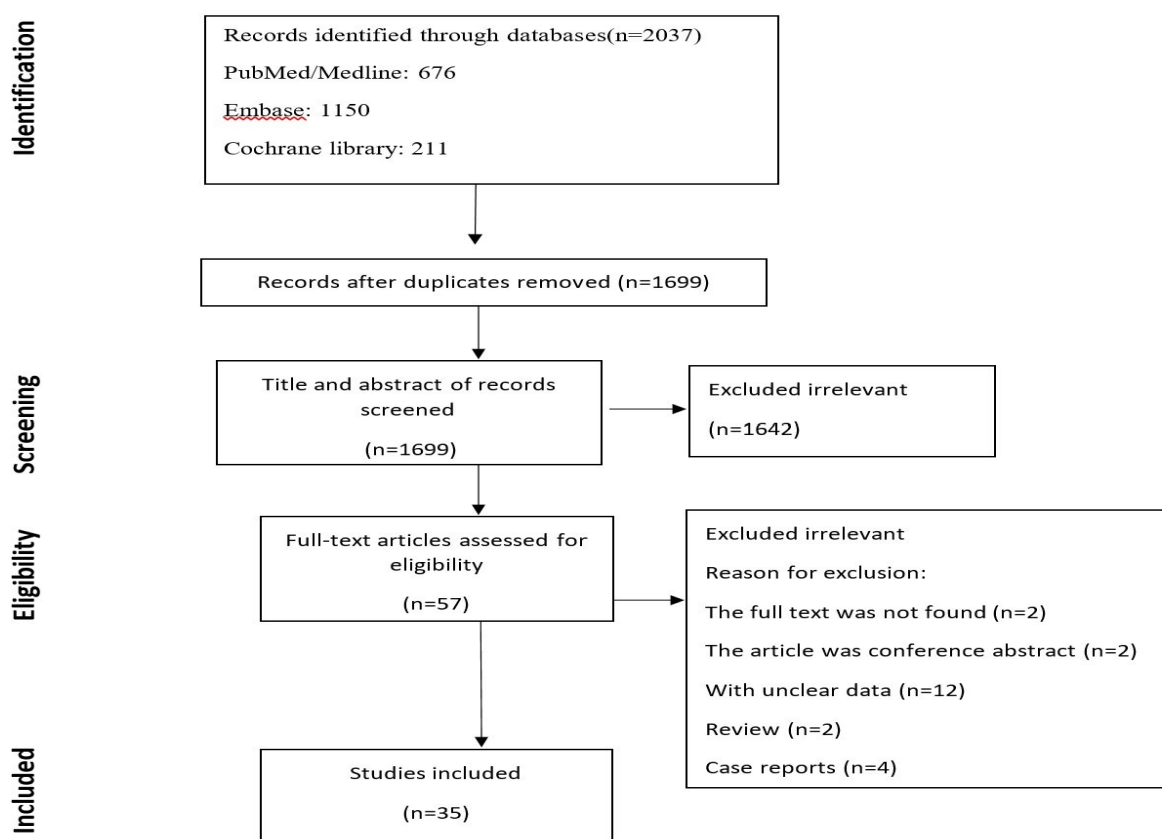 Identification
Records identified through databases(n=2037)
PubMed/Medline: 676
Embase: 1150
Cochrane library: 211
Records after duplicates removed (n=1699)
Screening
Title and abstract of records
screened
(n=1699)
Excluded irrelevant
(n=1642)
Eligibility
Full-text articles assessed for
eligibility
(n=57)
Excluded irrelevant
Reason for exclusion:
The full text was not found (n=2)
The article was conference abstract (n=2)
With unclear data (n=12)
Review (n=2)
Case reports (n=4)
Included
Studies included
(n=35)